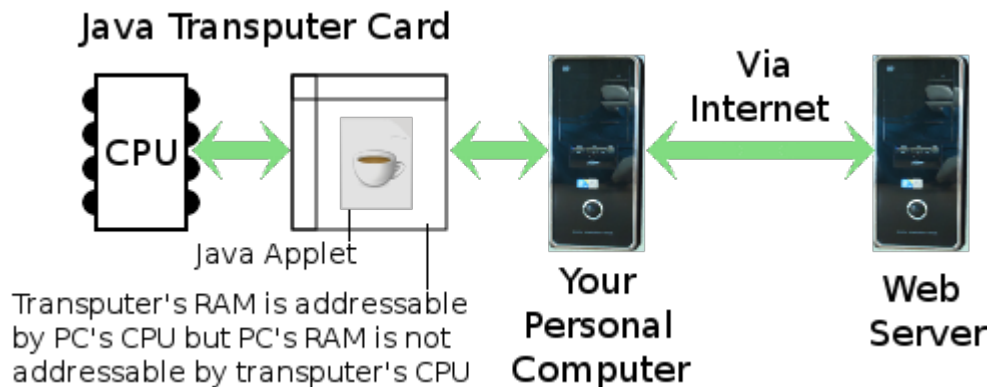 Java Transputer Card
CPU
Java Applet
Transputer's RAM is addressable
by PC's CPU but PC's RAM is not
addressable by transputer's CPU
Via
Internet
Your
Personal
Computer
Web
Server